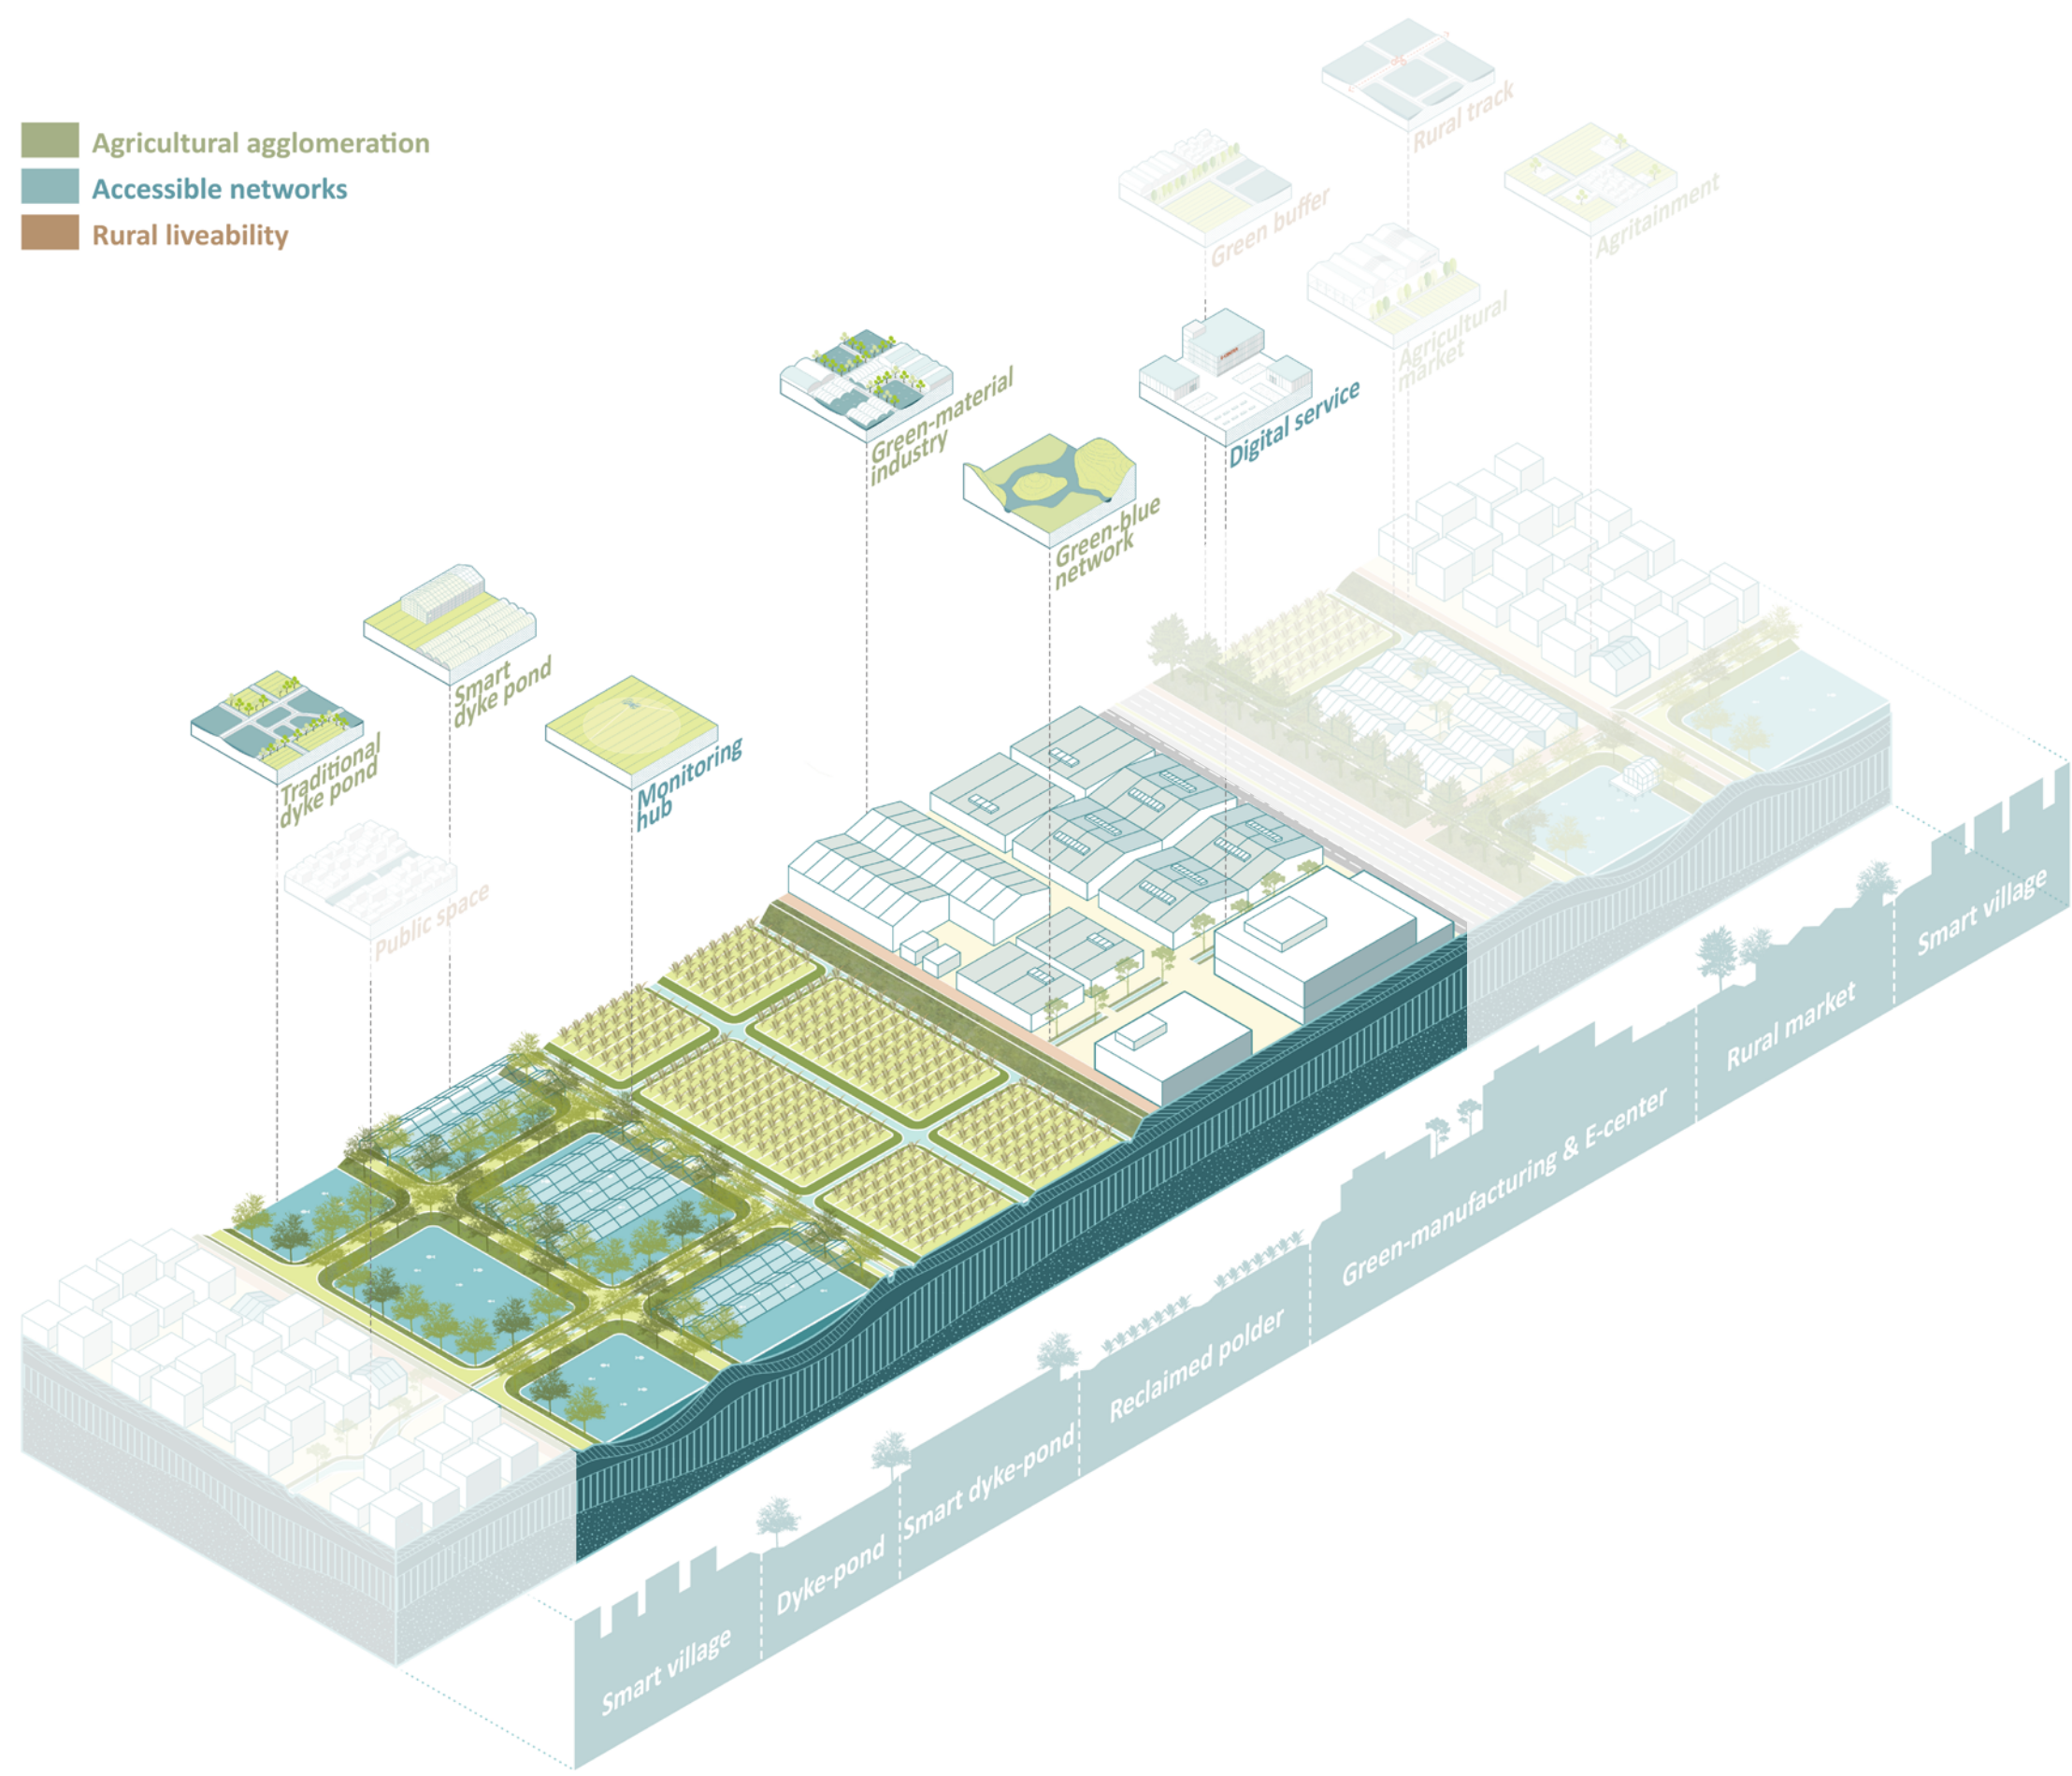 Agricultural agglomeration
Accessible networks
Rural liveability
Rural track
Green buffer
Agritainment
Agricultural
market
Green-material
industry
Digital service
Green-blue
network
Smart
dyke pond
Traditional
dyke pond
Monitoring
hub
Public space
Smart village
Dyke-pond
Smart dyke-pond
Reclaimed polder
Green-manufacturing & E-center
Rural market
Smart village